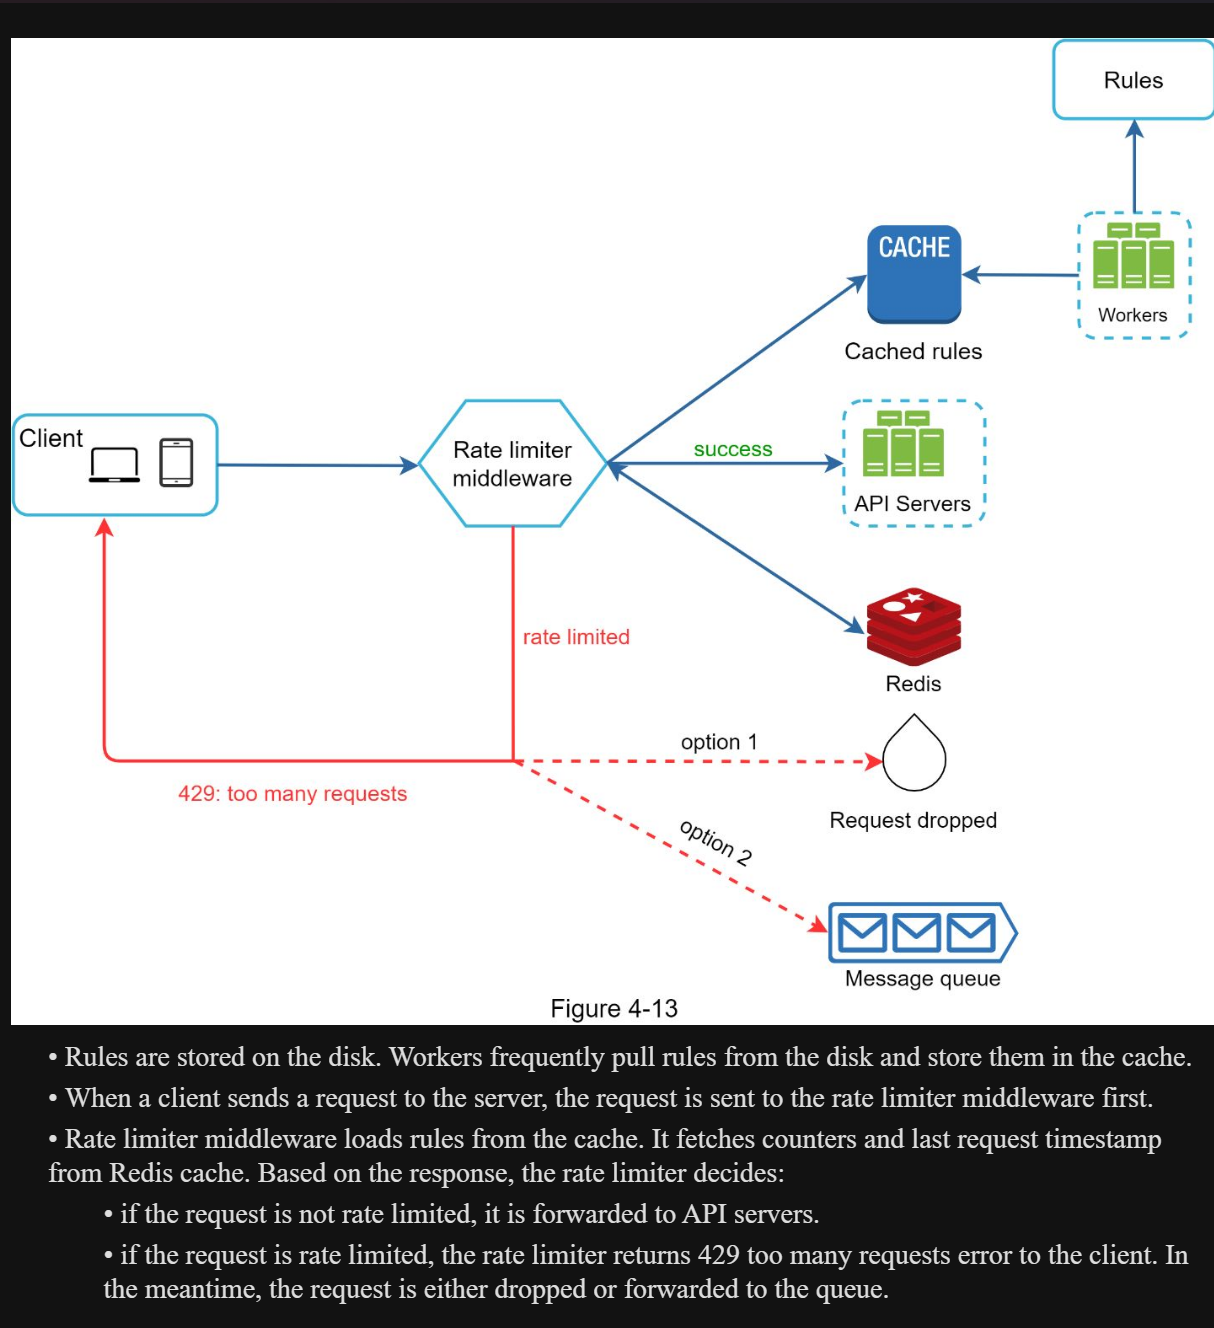 Rules
CACHE
Workers
Cached rules
Client
Rate limiter
middleware
success
API Servers
rate limited
Redis
option 1
429: too many requests
Request dropped
option 2
Message queue
Figure 4-13
• Rules are stored on the disk. Workers frequently pull rules from the disk and store them in the cache.
• When a client sends a request to the server, the request is sent to the rate limiter middleware first.
• Rate limiter middleware loads rules from the cache. It fetches counters and last request timestamp
from Redis cache. Based on the response, the rate limiter decides:
• if the request is not rate limited, it is forwarded to API servers.
• if the request is rate limited, the rate limiter returns 429 too many requests error to the client. In
the meantime, the request is either dropped or forwarded to the queue.